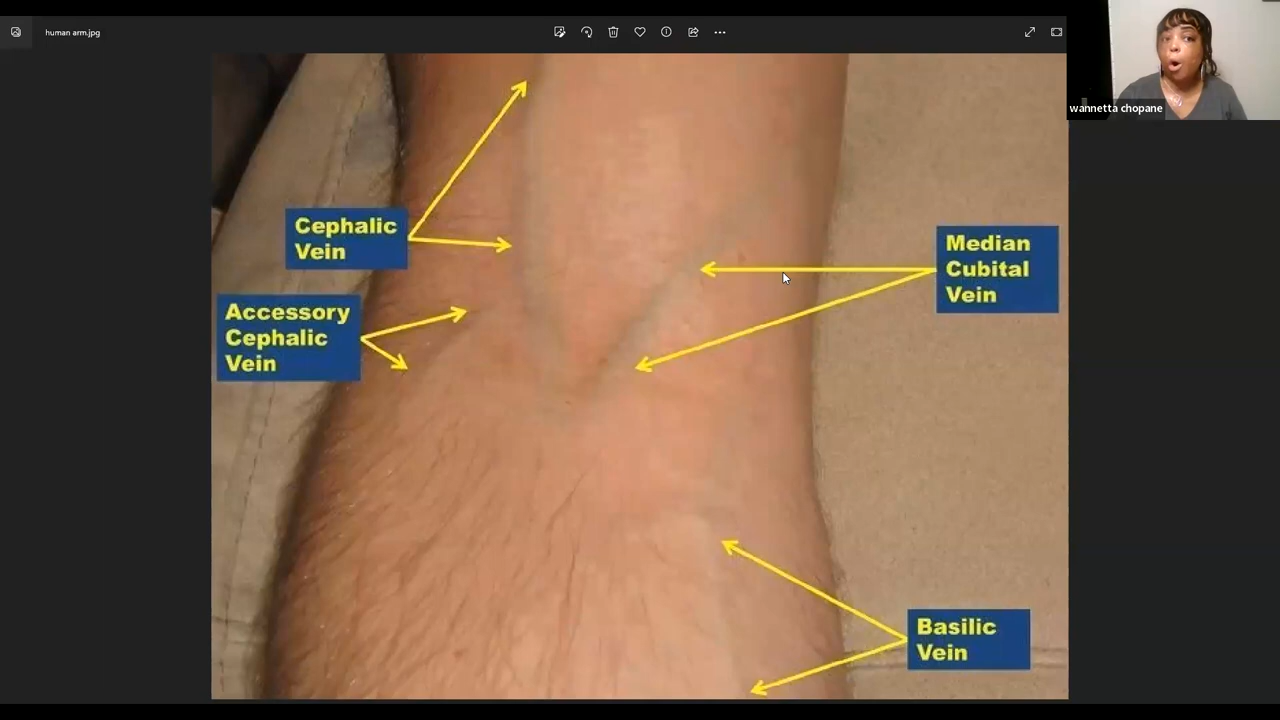 human arm.jpg
wannetta chopane
Cephalic
Vein
Accessory
Cephalic
Vein
Median
Cubital
Vein
Basilic
Vein